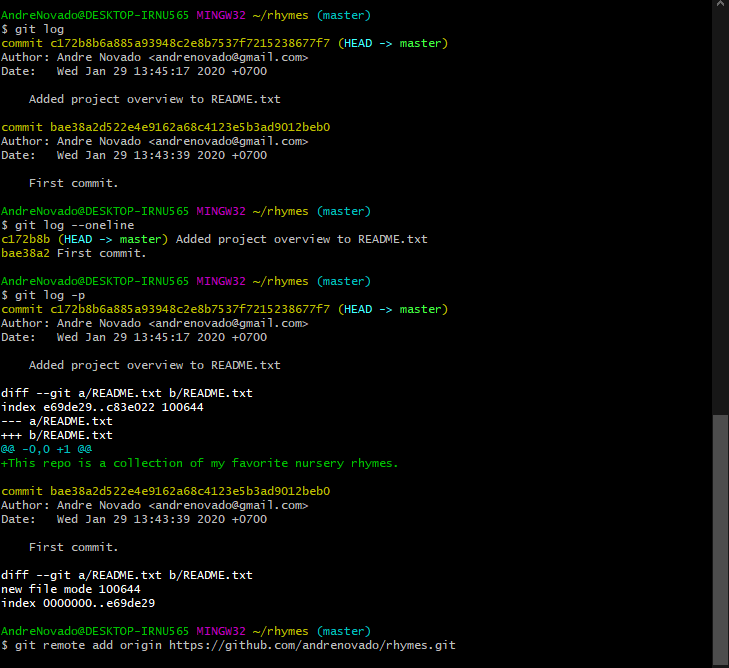 AndreNovado@DESKTOP-IRNU565 MINGW32 ~/rhymes (master)
$ git log
commit c172b8b6a885a93948c2e8b7537f7215238677f7 (HEAD -> master)
Author: Andre Novado <andrenovado@gmail.com>
Date:   Wed Jan 29 13:45:17 2020 +0700
    Added project overview to README.txt
commit bae38a2d522e4e9162a68c4123e5b3ad9012beb0
Author: Andre Novado <andrenovado@gmail.com>
Date:   Wed Jan 29 13:43:39 2020 +0700
    First commit.
AndreNovado@DESKTOP-IRNU565 MINGW32 ~/rhymes (master)
$ git log --oneline
c172b8b (HEAD -> master) Added project overview to README.txt
bae38a2 First commit.
AndreNovado@DESKTOP-IRNU565 MINGW32 ~/rhymes (master)
$ git log -p
commit c172b8b6a885a93948c2e8b7537f7215238677f7 (HEAD -> master)
Author: Andre Novado <andrenovado@gmail.com>
Date:   Wed Jan 29 13:45:17 2020 +0700
    Added project overview to README.txt
diff --git a/README.txt b/README.txt
index e69de29..c83e022 100644
--- a/README.txt
+++ b/README.txt
@@ -0,0 +1 @@
+This repo is a collection of my favorite nursery rhymes.
commit bae38a2d522e4e9162a68c4123e5b3ad9012beb0
Author: Andre Novado <andrenovado@gmail.com>
Date:   Wed Jan 29 13:43:39 2020 +0700
    First commit.
diff --git a/README.txt b/README.txt
new file mode 100644
index 0000000..e69de29
AndreNovado@DESKTOP-IRNU565 MINGW32 ~/rhymes (master)
$ git remote add origin https://github.com/andrenovado/rhymes.git